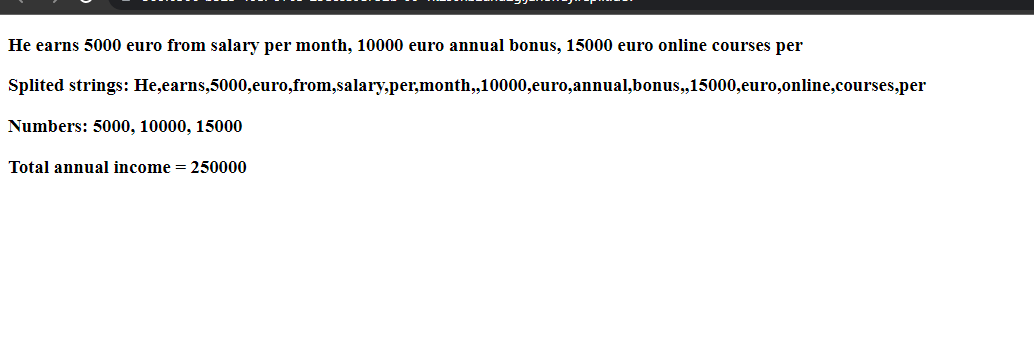 He earns 5000 euro from salary per month, 10000 euro annual bonus, 15000 euro online courses per
Splited strings: He,earns,5000,euro,from,salary,per,month,,10000,euro,annual,bonus,,15000,euro,online,courses,per
Numbers: 5000, 10000, 15000
Total annual income = 250000